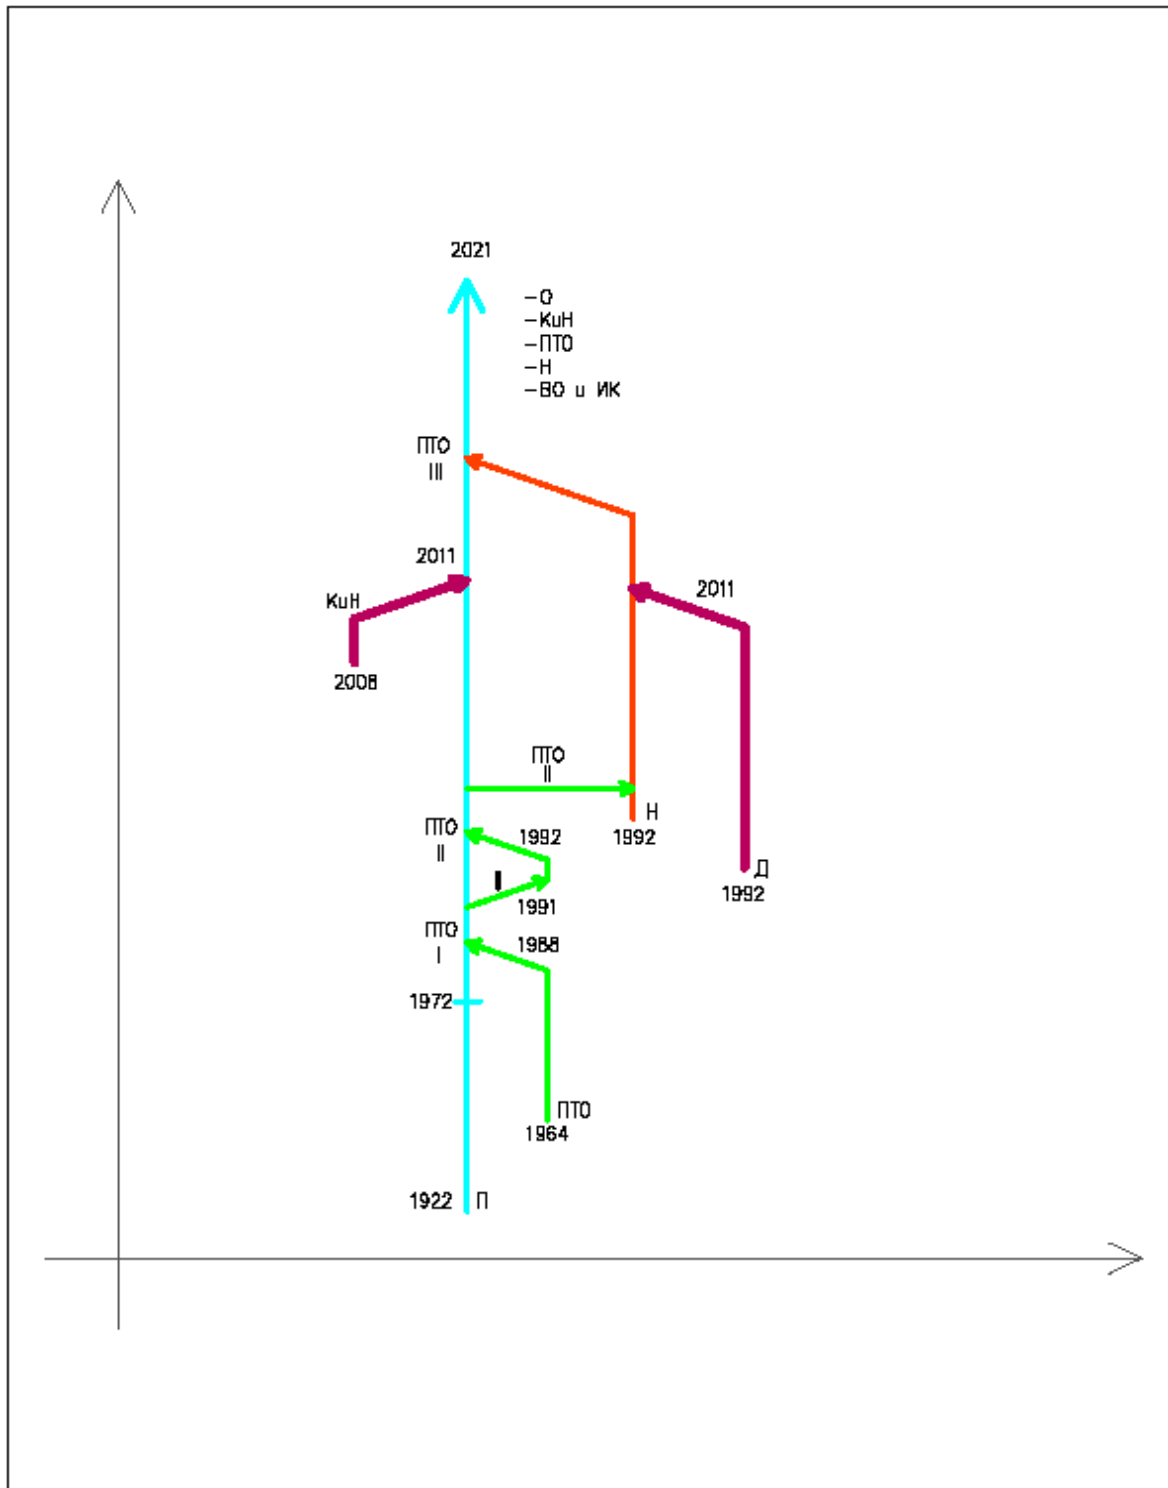 2021
–О
–КиН
–ПТО
–Н
–ВО и ИК
ПТО
III
2011
2011
КиН
2008
ПТО
II
Н
1992
ПТО
II
1992
Д
1992
I
1991
ПТО
I
1988
1972
ПТО
1964
1922 П